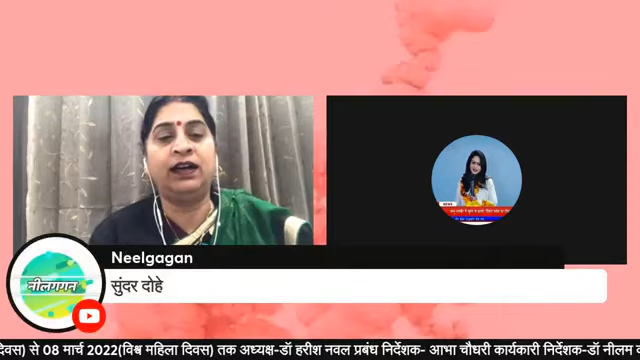 Neelgagan
सुंदर दोहे
नीलगगन
दिवस) से 08 मार्च 2022(विश्व महिला दिवस) तक अध्यक्ष-डॉ हरीश नवल प्रबंध निर्देशक- आभा चौधरी कार्यकारी निर्देशक-डॉ नीलम